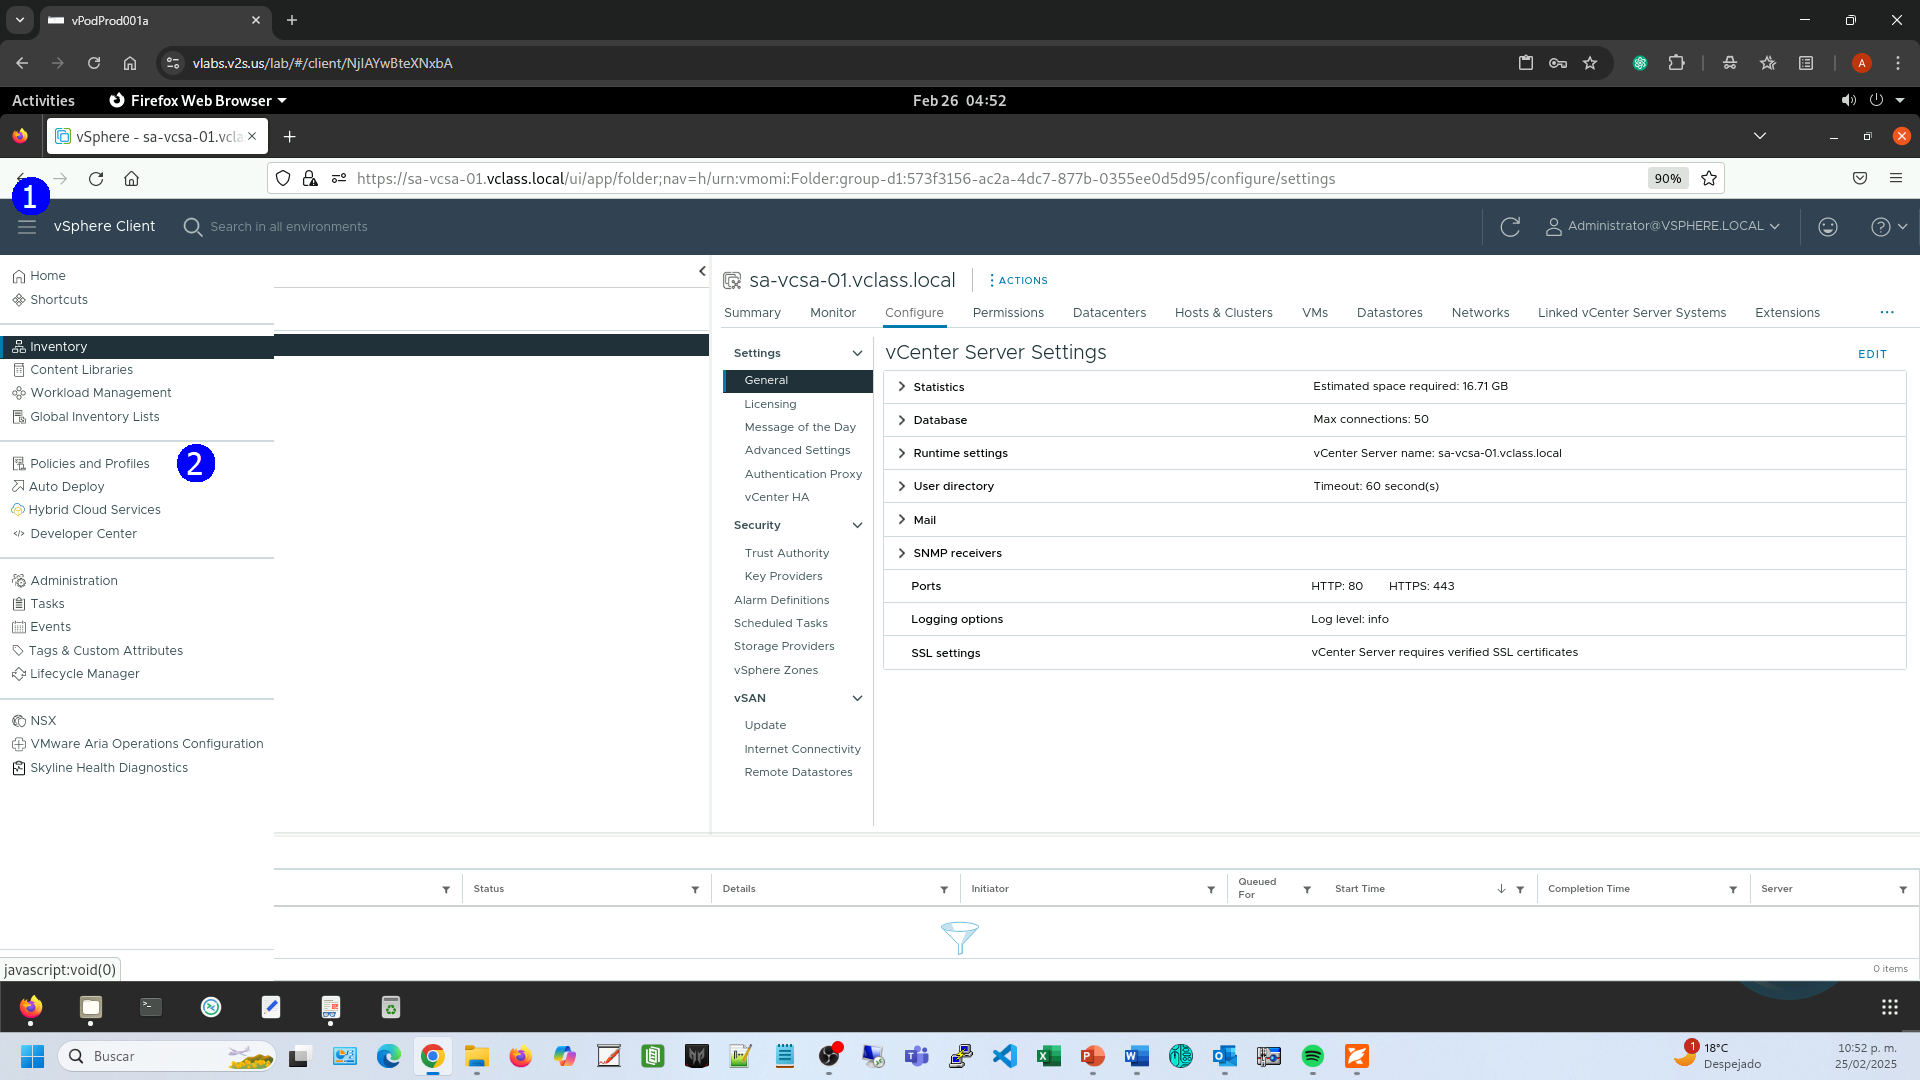 vPodProd001a
vlabs.v2s.us/lab/#/client/NjIAYwBteXNxbA
A
Activities
Firefox Web Browser
Feb 26 04:52
vSphere - sa-vcsa-01.vcla
https://sa-vcsa-01.vclass.local/ui/app/folder;nav=h/urn:vmomi:Folder:group-d1:573f3156-ac2a-4dc7-877b-0355ee0d5d95/configure/settings
90%
1
vSphere Client
Search in all environments
Administrator@VSPHERE.LOCAL
Home
Shortcuts
Inventory
Content Libraries
Workload Management
Global Inventory Lists
Policies and Profiles
2
Auto Deploy
Hybrid Cloud Services
Developer Center
Administration
Tasks
Events
Tags & Custom Attributes
Lifecycle Manager
NSX
VMware Aria Operations Configuration
Skyline Health Diagnostics
javascript:void(0)
sa-vcsa-01.vclass.local
ACTIONS
Summary Monitor Configure Permissions Datacenters Hosts & Clusters VMs Datastores Networks Linked vCenter Server Systems Extensions ...
Settings
General
Licensing
Message of the Day
Advanced Settings
Authentication Proxy
vCenter HA
Security
Trust Authority
Key Providers
Alarm Definitions
Scheduled Tasks
Storage Providers
vSphere Zones
vSAN
Update
Internet Connectivity
Remote Datastores
vCenter Server Settings
EDIT
Statistics Estimated space required: 16.71 GB
Database Max connections: 50
Runtime settings vCenter Server name: sa-vcsa-01.vclass.local
User directory Timeout: 60 second(s)
Mail
SNMP receivers
Ports HTTP: 80 HTTPS: 443
Logging options Log level: info
SSL settings vCenter Server requires verified SSL certificates
Status Details Initiator Queued For Start Time Completion Time Server
0 items
Buscar
1
18°C
Despejado
10:52 p. m.
25/02/2025